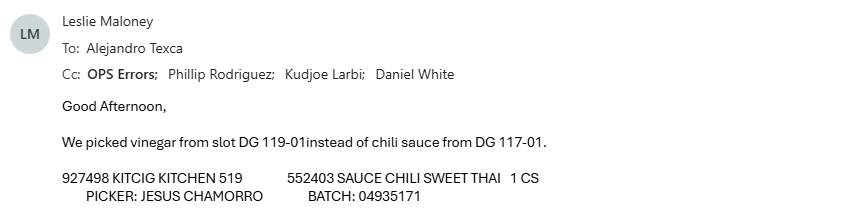 LM
Leslie Maloney
To: Alejandro Texca
Cc: OPS Errors; Phillip Rodriguez; Kudjoe Larbi; Daniel White
Good Afternoon,
We picked vinegar from slot DG 119-01instead of chili sauce from DG 117-01.
927498 KITCIG KITCHEN 519 552403 SAUCE CHILI SWEET THAI 1 CS
PICKER: JESUS CHAMORRO BATCH: 04935171